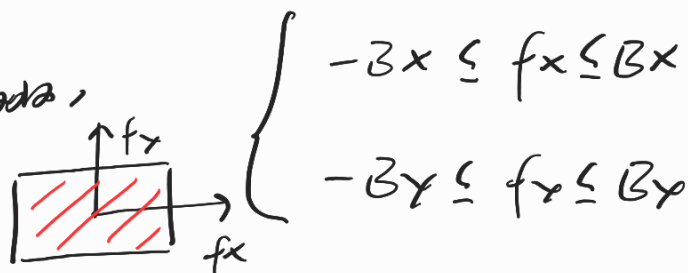 -Bx ≤ fx ≤ Bx
fy
-By ≤ fy ≤ By
fx